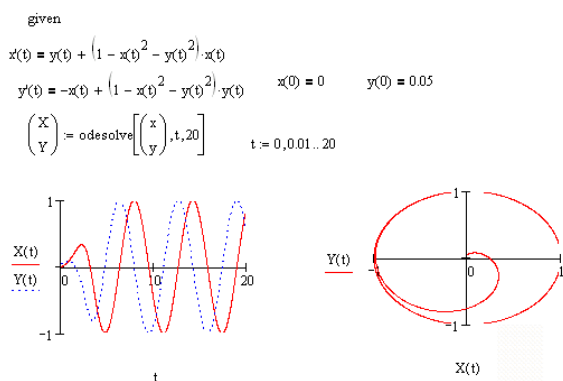 given
x'(t) = y(t) + (1 − x(t)² − y(t)²)·x(t)
y'(t) = −x(t) + (1 − x(t)² − y(t)²)·y(t)
x(0) = 0
y(0) = 0.05
(X Y) := odesolve[(x y), t, 20]
t := 0, 0.01 .. 20
1
X(t)
Y(t)
0
10
20
−1
t
1
Y(t)
−1
0
1
−1
X(t)